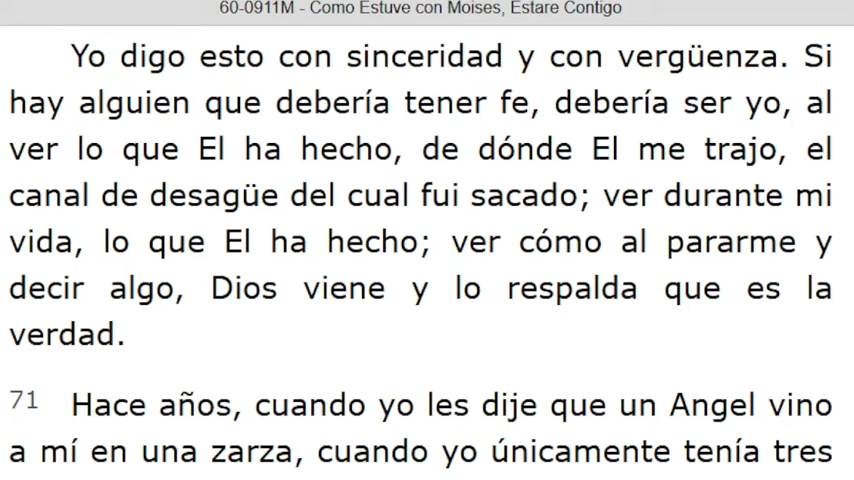 60-0911M - Como Estuve con Moises, Estare Contigo
Yo digo esto con sinceridad y con vergüenza. Si
hay alguien que debería tener fe, debería ser yo, al
ver lo que El ha hecho, de dónde El me trajo, el
canal de desagüe del cual fui sacado; ver durante mi
vida, lo que El ha hecho; ver cómo al pararme y
decir algo, Dios viene y lo respalda que es la
verdad.
71 Hace años, cuando yo les dije que un Angel vino
a mí en una zarza, cuando yo únicamente tenía tres